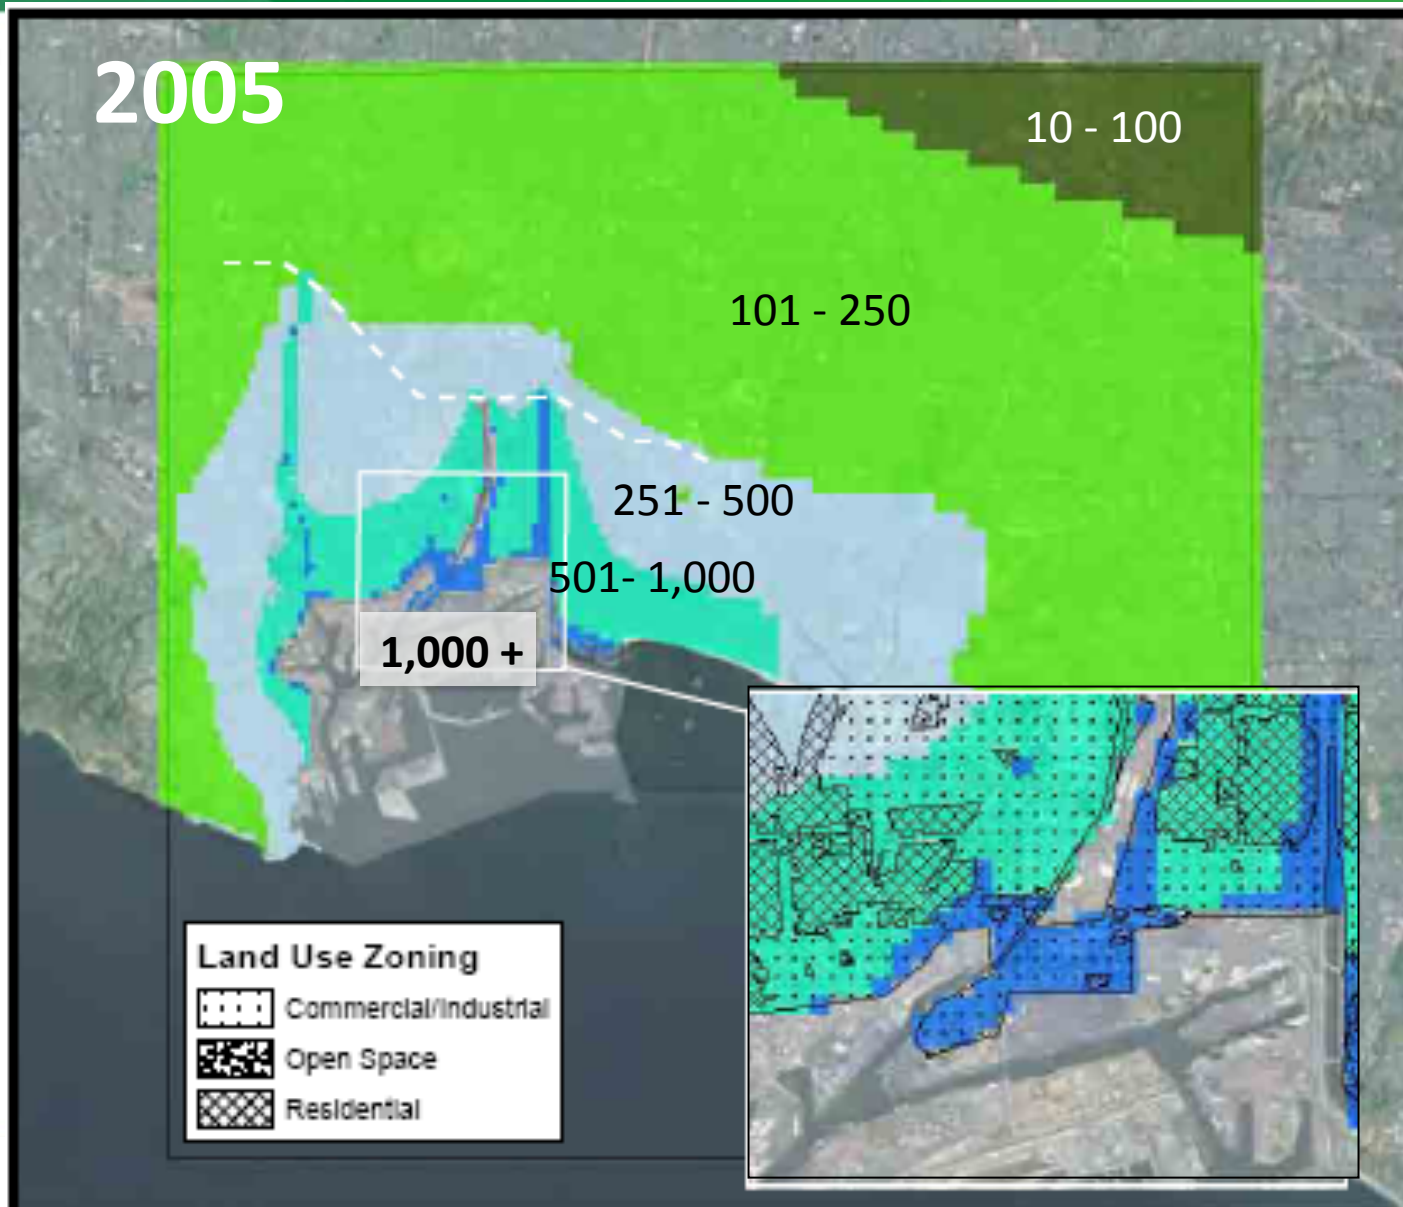 2005
10 - 100
101 - 250
251 - 500
501- 1,000
1,000 +
Land Use Zoning
Commercial/Industrial
Open Space
Residential